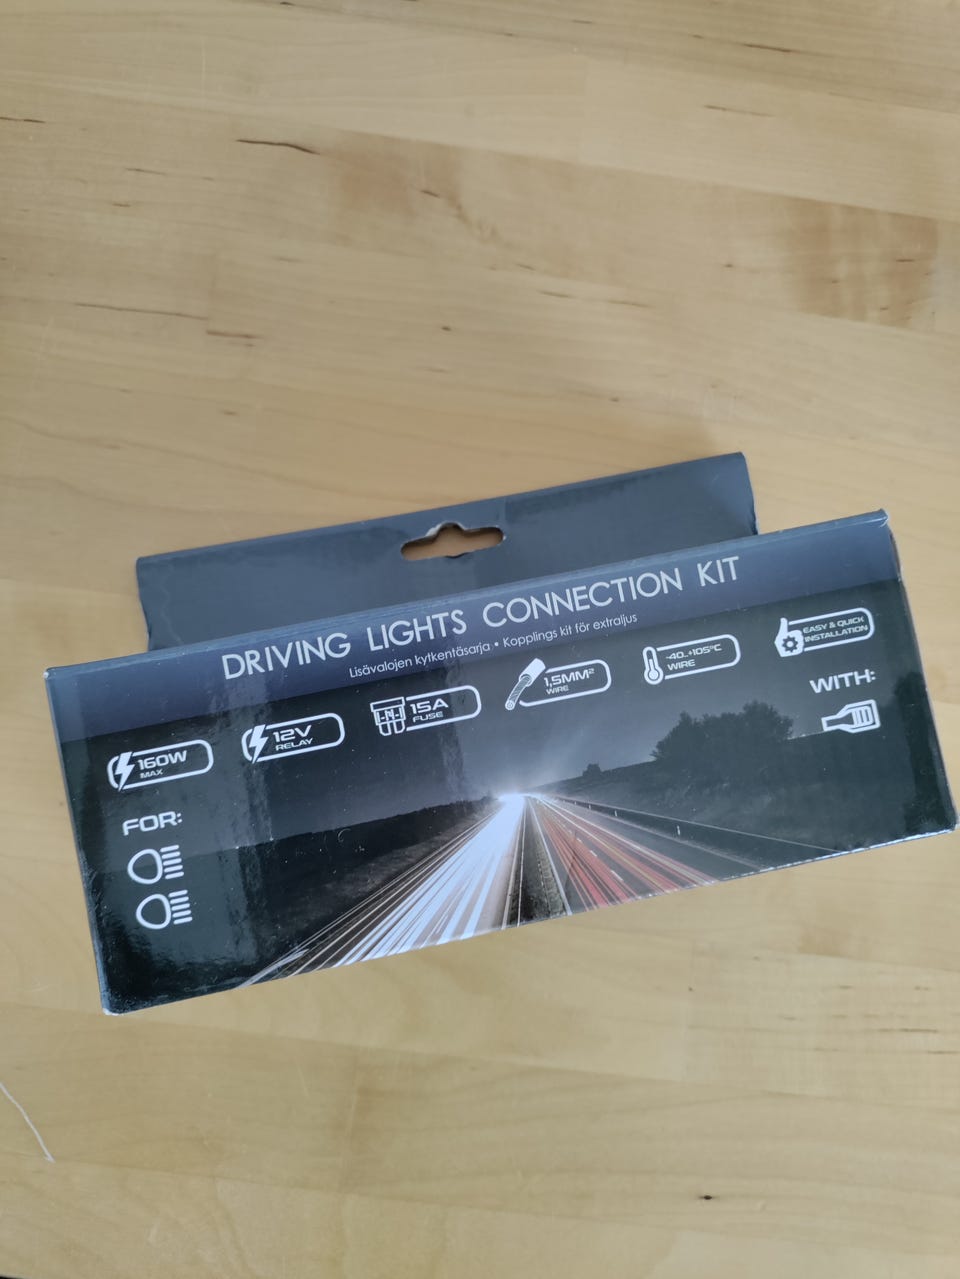 DRIVING LIGHTS CONNECTION KIT
Lisävalojen kytkentäsarja • Kopplings kit för extraljus
160W
MAX
12V
RELAY
15A
FUSE
1,5MM²
WIRE
-40..+105°C
WIRE
EASY & QUICK
INSTALLATION
FOR:
WITH: